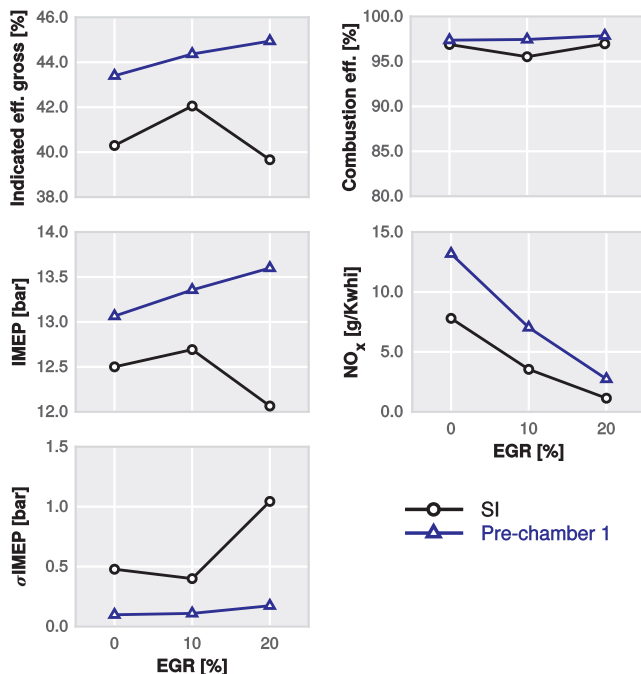 Indicated eff. gross [%]
46.0
44.0
42.0
40.0
38.0
Combustion eff. [%]
100.0
95.0
90.0
85.0
80.0
IMEP [bar]
14.0
13.5
13.0
12.5
12.0
NOx [g/Kwhi]
15.0
10.0
5.0
0.0
0 10 20
EGR [%]
σIMEP [bar]
1.5
1.0
0.5
0.0
0 10 20
EGR [%]
SI
Pre-chamber 1